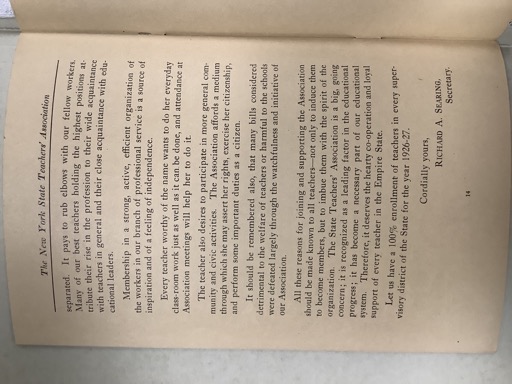 The New York State Teachers' Association
separated. It pays to rub elbows with our fellow workers.
Many of our best teachers holding the highest positions at-
tribute their rise in the profession to their wide acquaintance
with teachers in general and their close acquaintance with edu-
cational leaders.
Membership in a strong, active, efficient organization of
the workers in our branch of professional service is a source of
inspiration and of a feeling of independence.
Every teacher worthy of the name wants to do her everyday
class-room work just as well as it can be done, and attendance at
Association meetings will help her to do it.
The teacher also desires to participate in more general com-
munity and civic activities. The Association affords a medium
through which she may assert her rights, exercise her citizenship,
and perform some important duties as a citizen.
It should be remembered also, that many bills considered
detrimental to the welfare of teachers or harmful to the schools
were defeated largely through the watchfulness and initiative of
our Association.
All these reasons for joining and supporting the Association
should be made known to all teachers—not only to induce them
to become members, but to imbue them with the spirit of the
organization. The State Teachers' Association is a big, going
concern; it is recognized as a leading factor in the educational
progress; it has become a necessary part of our educational
system. Therefore, it deserves the hearty co-operation and loyal
support of every teacher in the Empire State.
Let us have a 100% enrollment of teachers in every super-
visory district of the State for the year 1926-27.
Cordially yours,
RICHARD A. SEARING,
Secretary.